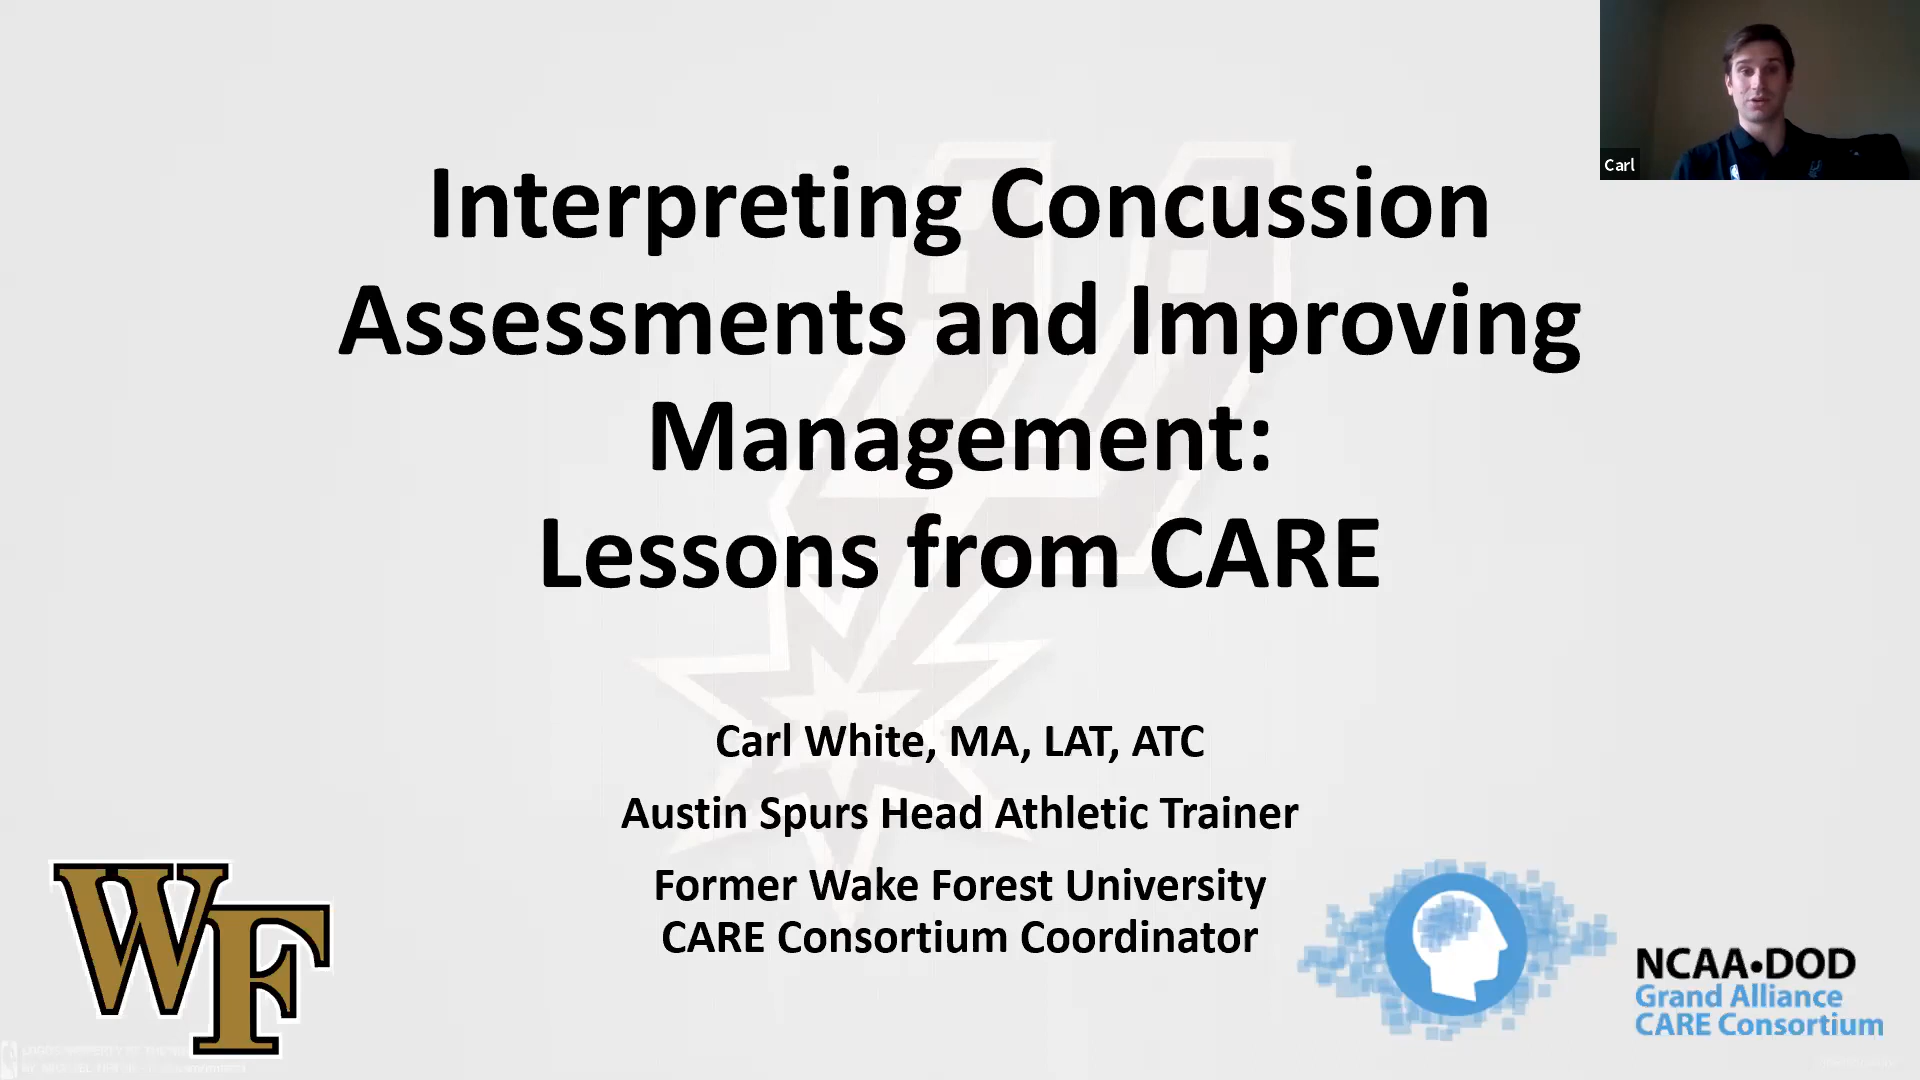 Carl
Interpreting Concussion
Assessments and Improving
Management:
Lessons from CARE
Carl White, MA, LAT, ATC
Austin Spurs Head Athletic Trainer
Former Wake Forest University
CARE Consortium Coordinator
WF
NCAA•DOD
Grand Alliance
CARE Consortium